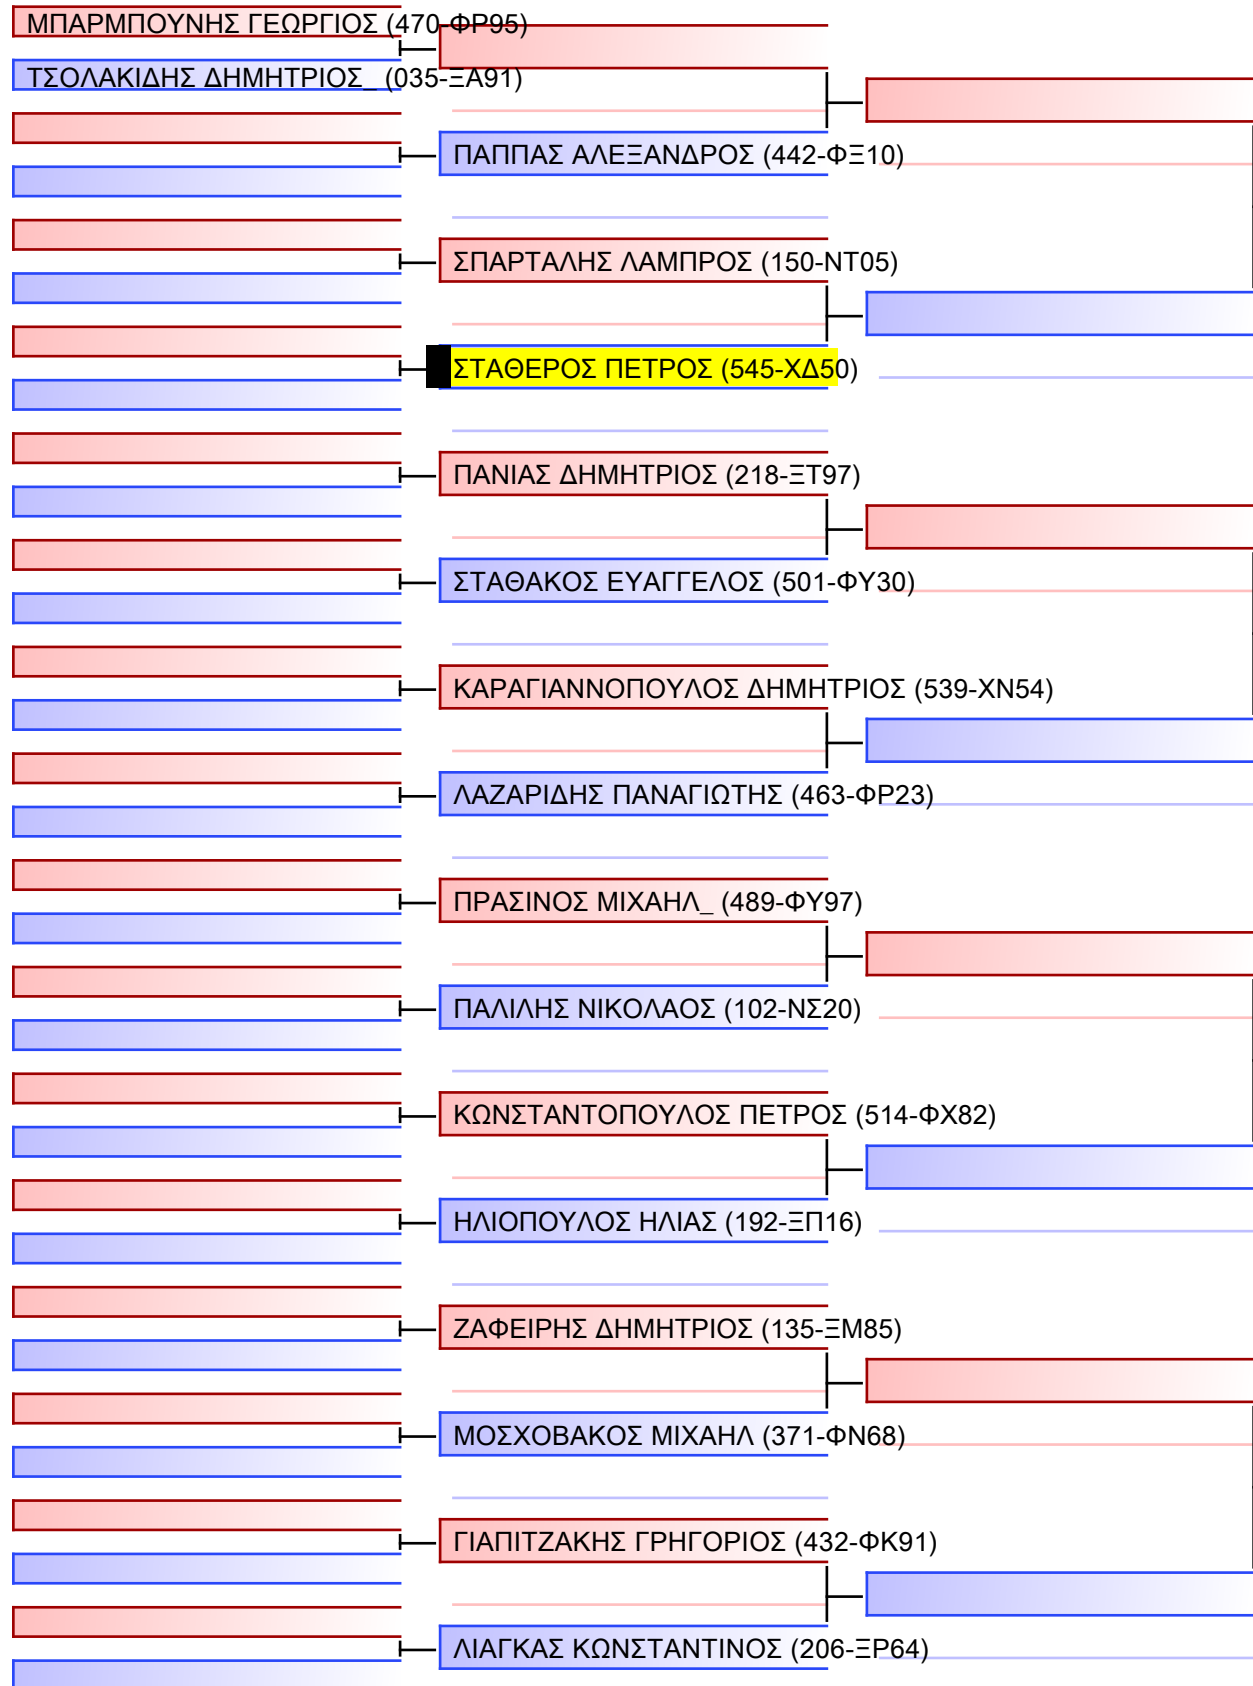 ΜΠΑΡΜΠΟΥΝΗΣ ΓΕΩΡΓΙΟΣ (470-ΦΡ95)
ΤΣΟΛΑΚΙΔΗΣ ΔΗΜΗΤΡΙΟΣ_ (035-ΞΑ91)
ΠΑΠΠΑΣ ΑΛΕΞΑΝΔΡΟΣ (442-ΦΞ10)
ΣΠΑΡΤΑΛΗΣ ΛΑΜΠΡΟΣ (150-ΝΤ05)
ΣΤΑΘΕΡΟΣ ΠΕΤΡΟΣ (545-ΧΔ50)
ΠΑΝΙΑΣ ΔΗΜΗΤΡΙΟΣ (218-ΞΤ97)
ΣΤΑΘΑΚΟΣ ΕΥΑΓΓΕΛΟΣ (501-ΦΥ30)
ΚΑΡΑΓΙΑΝΝΟΠΟΥΛΟΣ ΔΗΜΗΤΡΙΟΣ (539-ΧΝ54)
ΛΑΖΑΡΙΔΗΣ ΠΑΝΑΓΙΩΤΗΣ (463-ΦΡ23)
ΠΡΑΣΙΝΟΣ ΜΙΧΑΗΛ_ (489-ΦΥ97)
ΠΑΛΙΛΗΣ ΝΙΚΟΛΑΟΣ (102-ΝΣ20)
ΚΩΝΣΤΑΝΤΟΠΟΥΛΟΣ ΠΕΤΡΟΣ (514-ΦΧ82)
ΗΛΙΟΠΟΥΛΟΣ ΗΛΙΑΣ (192-ΞΠ16)
ΖΑΦΕΙΡΗΣ ΔΗΜΗΤΡΙΟΣ (135-ΞΜ85)
ΜΟΣΧΟΒΑΚΟΣ ΜΙΧΑΗΛ (371-ΦΝ68)
ΓΙΑΠΙΤΖΑΚΗΣ ΓΡΗΓΟΡΙΟΣ (432-ΦΚ91)
ΛΙΑΓΚΑΣ ΚΩΝΣΤΑΝΤΙΝΟΣ (206-ΞΡ64)